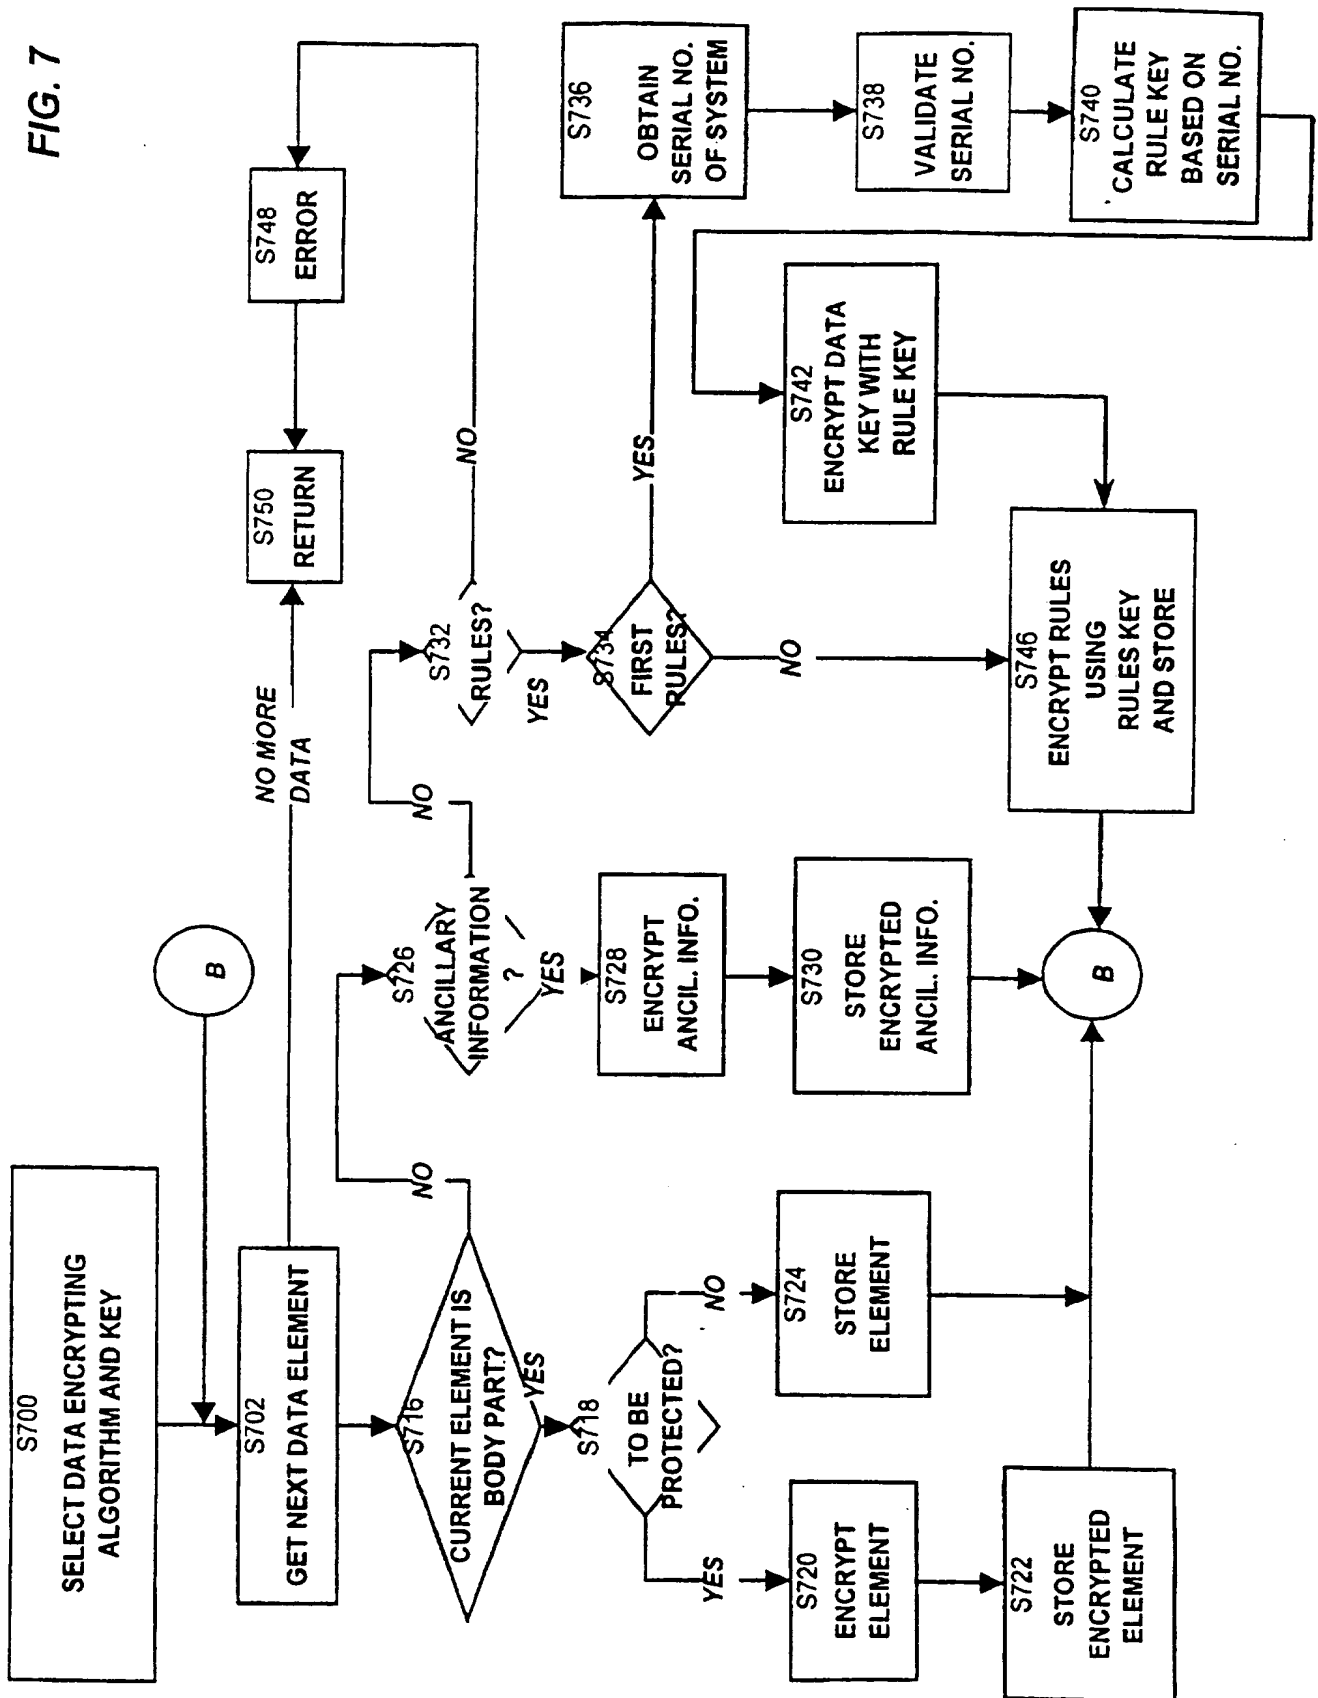 FIG. 7
S700
SELECT DATA ENCRYPTING
ALGORITHM AND KEY
B
S702
GET NEXT DATA ELEMENT
NO MORE
DATA
S750
RETURN
S748
ERROR
S716
CURRENT ELEMENT IS
BODY PART?
NO
YES
S726
ANCILLARY
INFORMATION
?
NO
YES
S732
RULES?
NO
YES
S718
TO BE
PROTECTED?
YES
NO
S728
ENCRYPT
ANCIL. INFO.
S734
FIRST
RULES?
YES
NO
S736
OBTAIN
SERIAL NO.
OF SYSTEM
S720
ENCRYPT
ELEMENT
S724
STORE
ELEMENT
S730
STORE
ENCRYPTED
ANCIL. INFO.
S742
ENCRYPT DATA
KEY WITH
RULE KEY
S738
VALIDATE
SERIAL NO.
S722
STORE
ENCRYPTED
ELEMENT
B
S746
ENCRYPT RULES
USING
RULES KEY
AND STORE
S740
CALCULATE
RULE KEY
BASED ON
SERIAL NO.